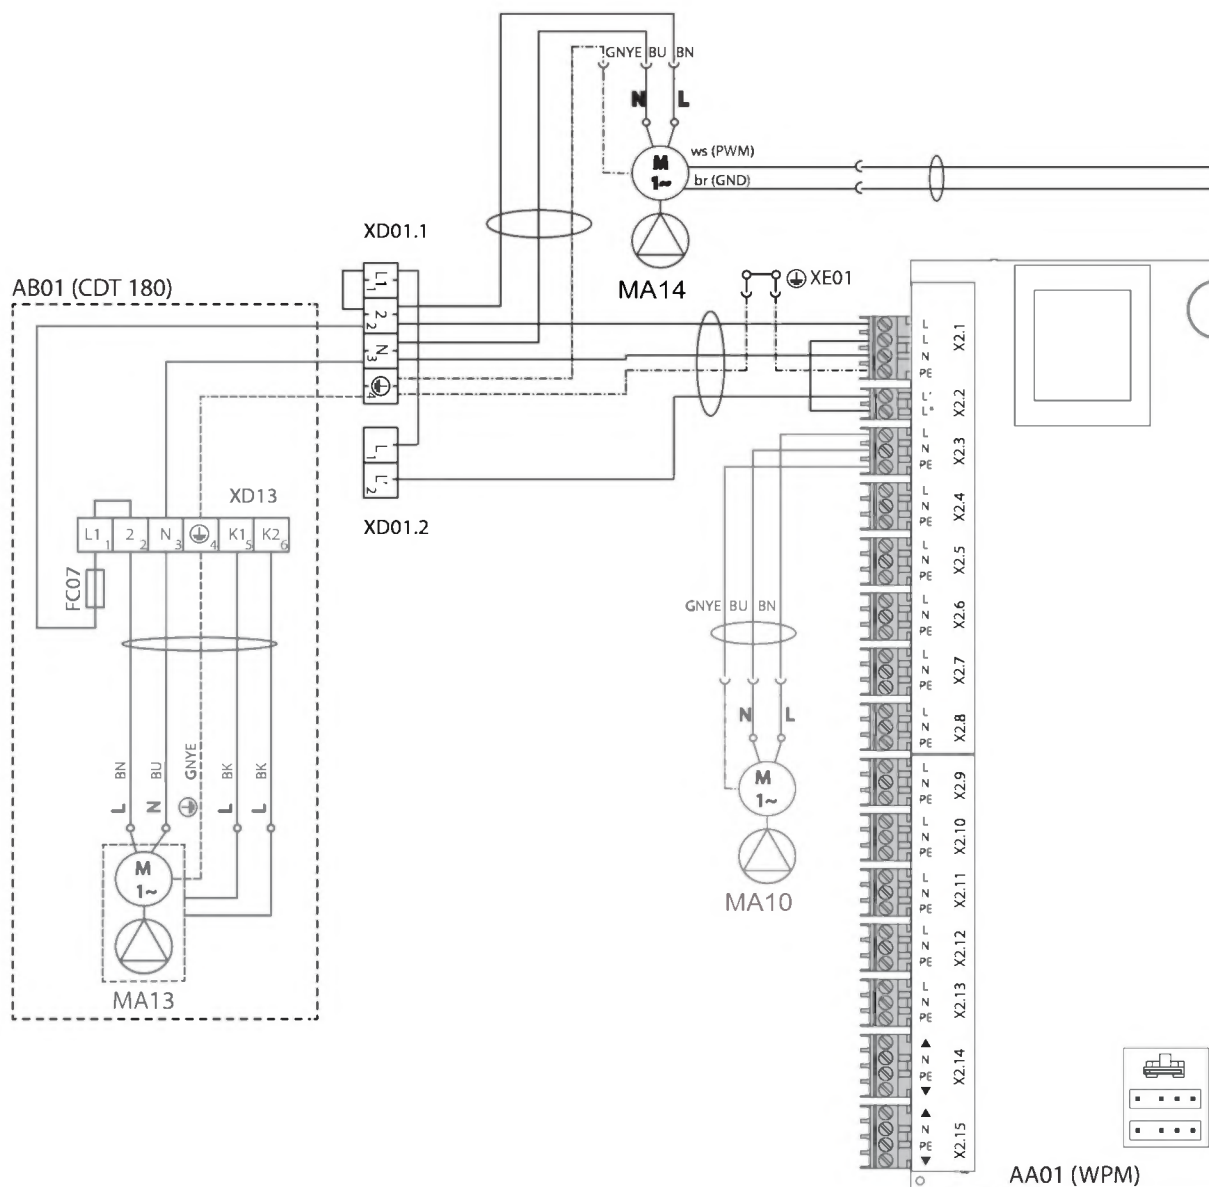 GNYE BU BN
N L
ws (PWM)
M
1~
br (GND)
XD01.1
MA14
XE01
AB01 (CDT 180)
L1 1
2 2
N 3
4
L 1
L' 2
XD01.2
XD13
L1 1 2 2 N 3 4 K1 5 K2 6
FC07
BN BU GNYE BK BK
L N L L
M
1~
MA13
GNYE BU BN
N L
M
1~
MA10
L
L
N
PE
X2.1
L'
L*
X2.2
L
N
PE
X2.3
L
N
PE
X2.4
L
N
PE
X2.5
L
N
PE
X2.6
L
N
PE
X2.7
L
N
PE
X2.8
L
N
PE
X2.9
L
N
PE
X2.10
L
N
PE
X2.11
L
N
PE
X2.12
L
N
PE
X2.13
▲
N
PE
▼
X2.14
▲
N
PE
▼
X2.15
AA01 (WPM)